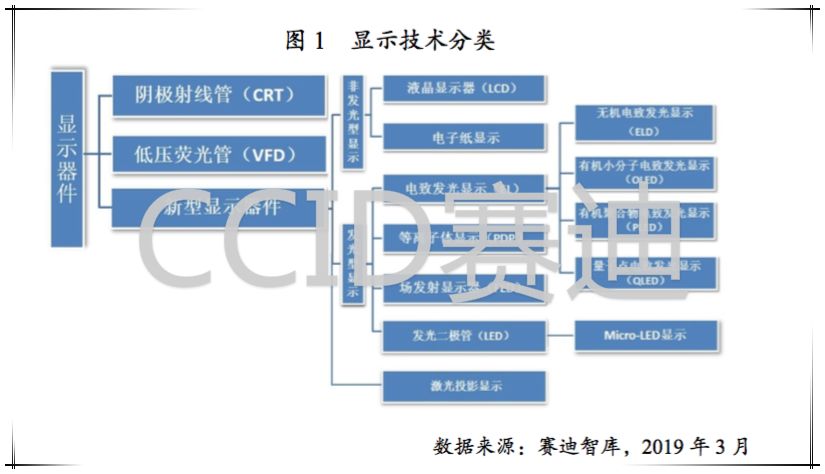 图 1 显示技术分类
显示器件
阴极射线管（CRT）
低压荧光管（VFD）
新型显示器件
非发光型显示
发光型显示
液晶显示器（LCD）
电子纸显示
电致发光显示（EL）
等离子体显示（PDP）
场发射显示器
发光二极管（LED）
激光投影显示
无机电致发光显示
（ELD）
有机小分子电致发光显示
（OLED）
有机聚合物电致发光显示
量子点电致发光显示
（QLED）
Micro-LED显示
CCID赛迪
数据来源：赛迪智库，2019 年 3 月